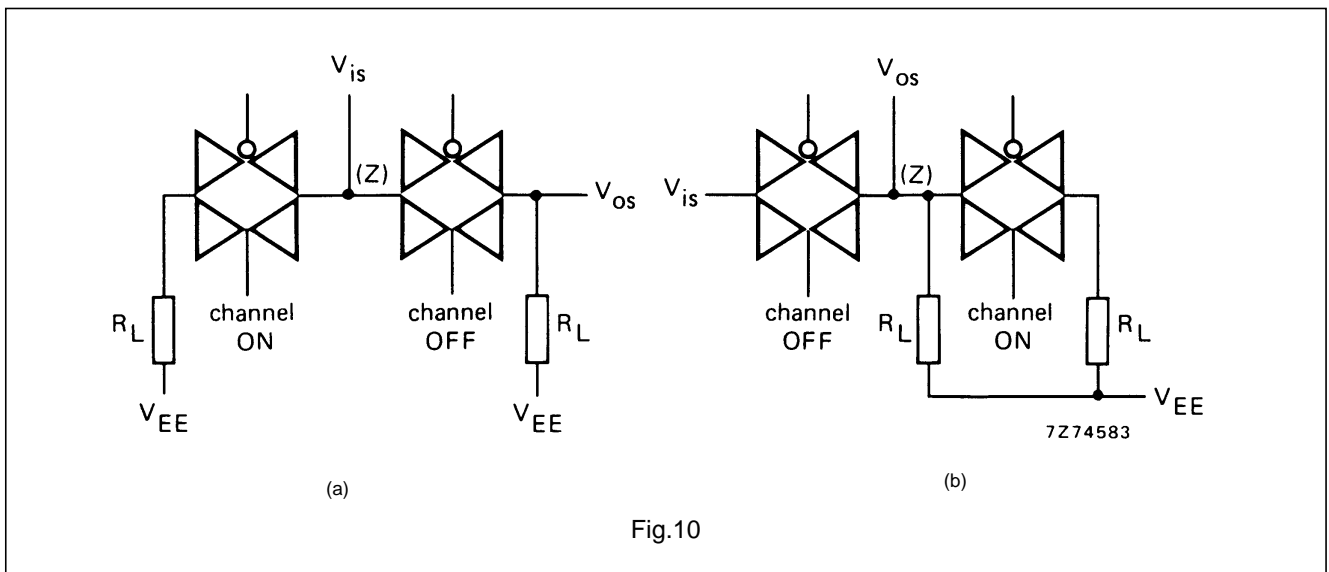 V_is
(Z)
V_os
channel ON
channel OFF
R_L
R_L
V_EE
V_EE
(a)
V_os
V_is
(Z)
channel OFF
channel ON
R_L
R_L
V_EE
7Z74583
(b)
Fig.10